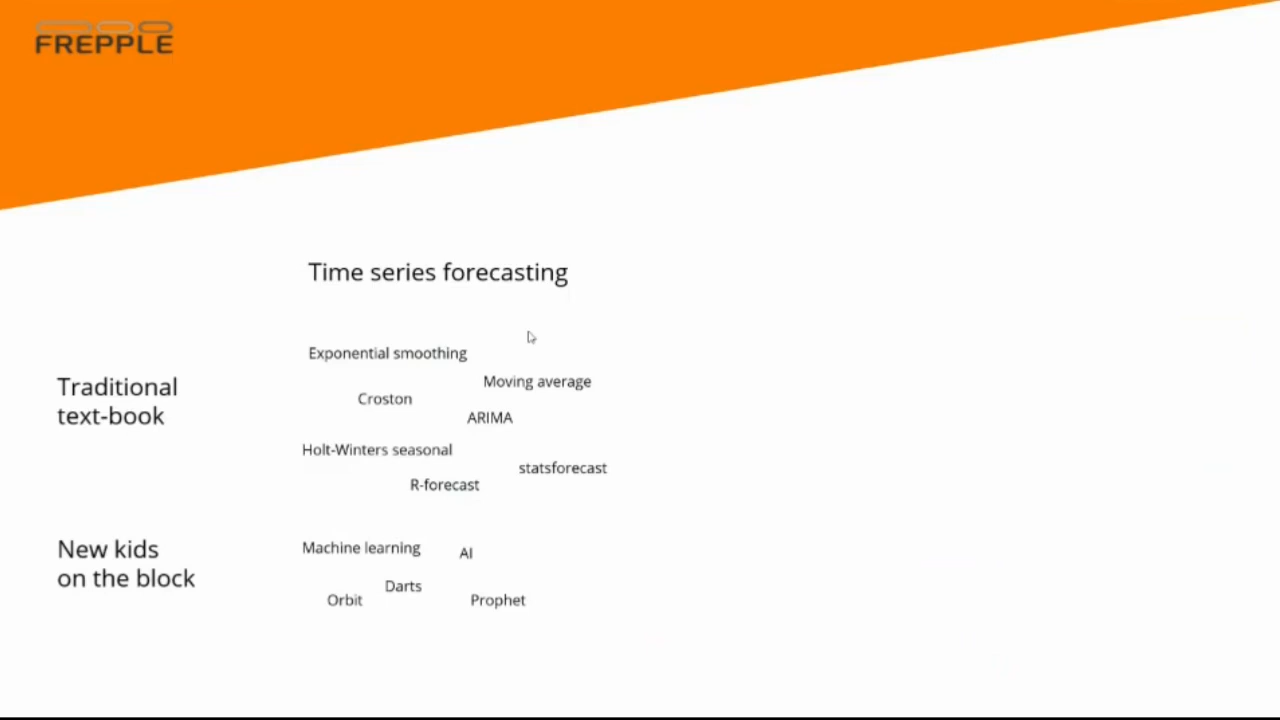 FREPPLE
Time series forecasting
Exponential smoothing
Moving average
Traditional
text-book
Croston
ARIMA
Holt-Winters seasonal
statsforecast
R-forecast
New kids
on the block
Machine learning
AI
Darts
Orbit
Prophet